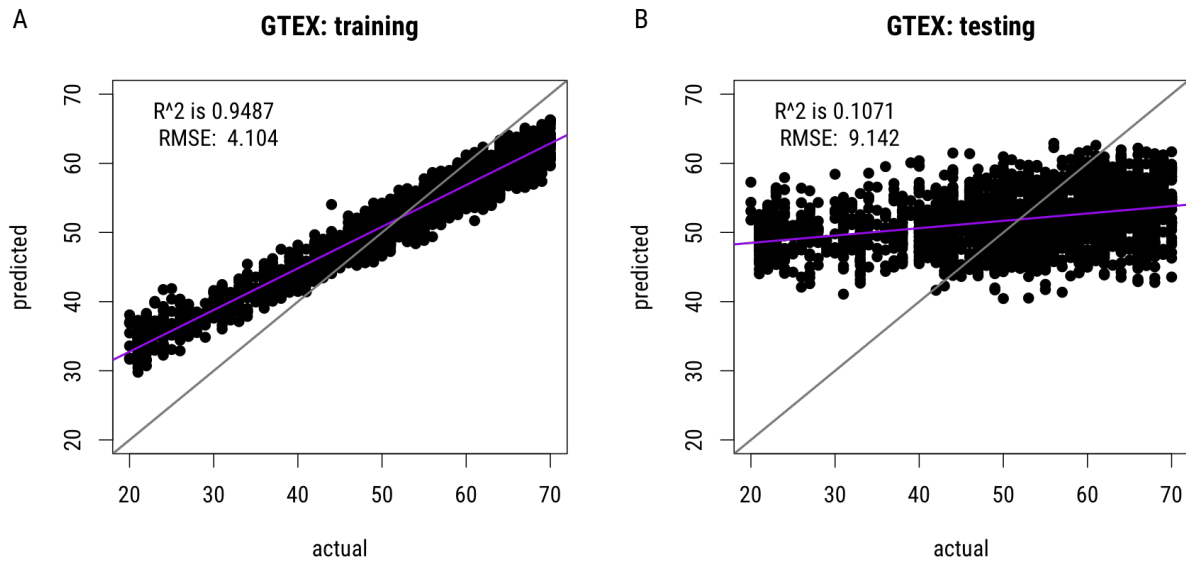 A
GTEX: training
R^2 is 0.9487
RMSE: 4.104
70
60
50
40
30
20
predicted
20 30 40 50 60 70
actual
B
GTEX: testing
R^2 is 0.1071
RMSE: 9.142
70
60
50
40
30
20
predicted
20 30 40 50 60 70
actual